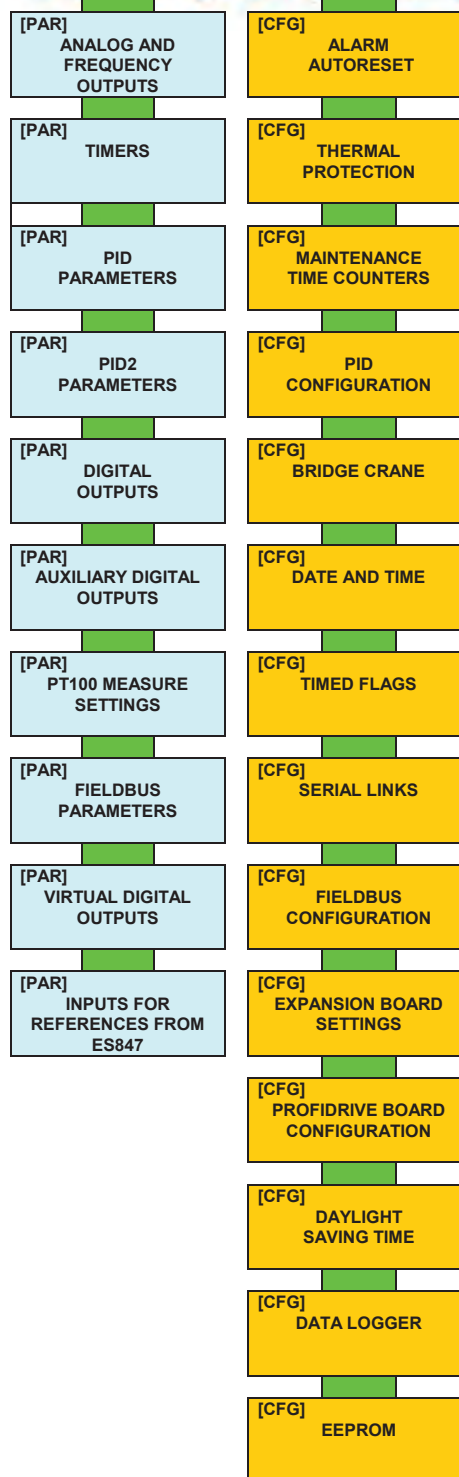 [PAR]
ANALOG AND
FREQUENCY
OUTPUTS
[PAR]
TIMERS
[PAR]
PID
PARAMETERS
[PAR]
PID2
PARAMETERS
[PAR]
DIGITAL
OUTPUTS
[PAR]
AUXILIARY DIGITAL
OUTPUTS
[PAR]
PT100 MEASURE
SETTINGS
[PAR]
FIELDBUS
PARAMETERS
[PAR]
VIRTUAL DIGITAL
OUTPUTS
[PAR]
INPUTS FOR
REFERENCES FROM
ES847
[CFG]
ALARM
AUTORESET
[CFG]
THERMAL
PROTECTION
[CFG]
MAINTENANCE
TIME COUNTERS
[CFG]
PID
CONFIGURATION
[CFG]
BRIDGE CRANE
[CFG]
DATE AND TIME
[CFG]
TIMED FLAGS
[CFG]
SERIAL LINKS
[CFG]
FIELDBUS
CONFIGURATION
[CFG]
EXPANSION BOARD
SETTINGS
[CFG]
PROFIDRIVE BOARD
CONFIGURATION
[CFG]
DAYLIGHT
SAVING TIME
[CFG]
DATA LOGGER
[CFG]
EEPROM